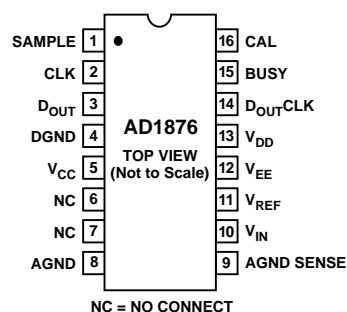 SAMPLE 1 16 CAL
CLK 2 15 BUSY
DOUT 3 14 DOUTCLK
DGND 4 AD1876 13 VDD
VCC 5 TOP VIEW 12 VEE
(Not to Scale)
NC 6 11 VREF
NC 7 10 VIN
AGND 8 9 AGND SENSE
NC = NO CONNECT